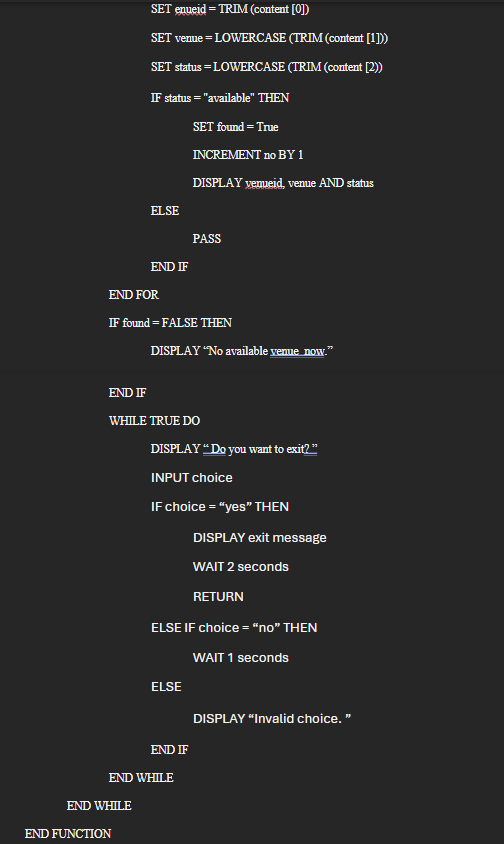 SET enueid = TRIM (content [0])
SET venue = LOWERCASE (TRIM (content [1]))
SET status = LOWERCASE (TRIM (content [2))
IF status = "available" THEN
SET found = True
INCREMENT no BY 1
DISPLAY venueid, venue AND status
ELSE
PASS
END IF
END FOR
IF found = FALSE THEN
DISPLAY “No available venue now.”
END IF
WHILE TRUE DO
DISPLAY “ Do you want to exit? ”
INPUT choice
IF choice = “yes” THEN
DISPLAY exit message
WAIT 2 seconds
RETURN
ELSE IF choice = “no” THEN
WAIT 1 seconds
ELSE
DISPLAY “Invalid choice. ”
END IF
END WHILE
END WHILE
END FUNCTION